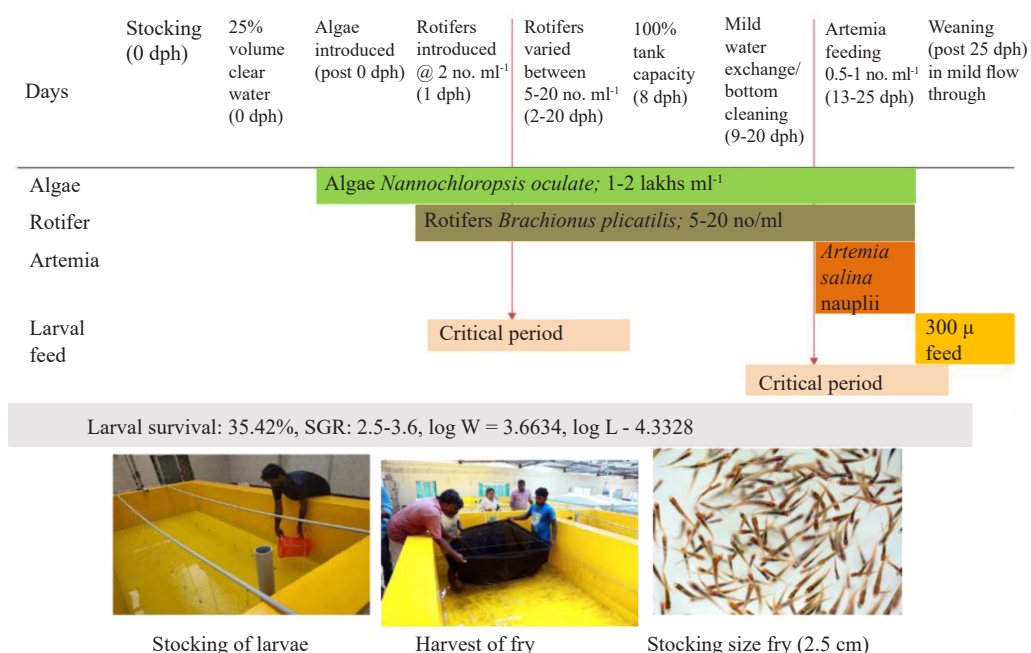 Days
Stocking
(0 dph)
25%
volume
clear
water
(0 dph)
Algae
introduced
(post 0 dph)
Rotifers
introduced
@ 2 no. ml-1
(1 dph)
Rotifers
varied
between
5-20 no. ml-1
(2-20 dph)
100%
tank
capacity
(8 dph)
Mild
water
exchange/
bottom
cleaning
(9-20 dph)
Artemia
feeding
0.5-1 no. ml-1
(13-25 dph)
Weaning
(post 25 dph)
in mild flow
through
Algae
Algae Nannochloropsis oculate; 1-2 lakhs ml-1
Rotifer
Rotifers Brachionus plicatilis; 5-20 no/ml
Artemia
Artemia
salina
nauplii
Larval
feed
Critical period
300 µ
feed
Critical period
Larval survival: 35.42%, SGR: 2.5-3.6, log W = 3.6634, log L - 4.3328
Stocking of larvae
Harvest of fry
Stocking size fry (2.5 cm)